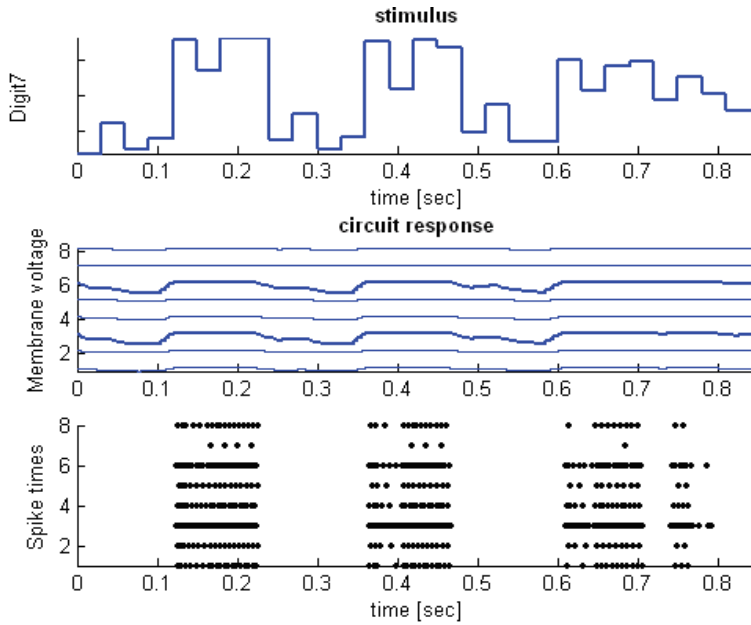 stimulus
Digit7
0 0.1 0.2 0.3 0.4 0.5 0.6 0.7 0.8
time [sec]
circuit response
Membrane voltage
8
6
4
2
0 0.1 0.2 0.3 0.4 0.5 0.6 0.7 0.8
Spike times
8
6
4
2
0 0.1 0.2 0.3 0.4 0.5 0.6 0.7 0.8
time [sec]